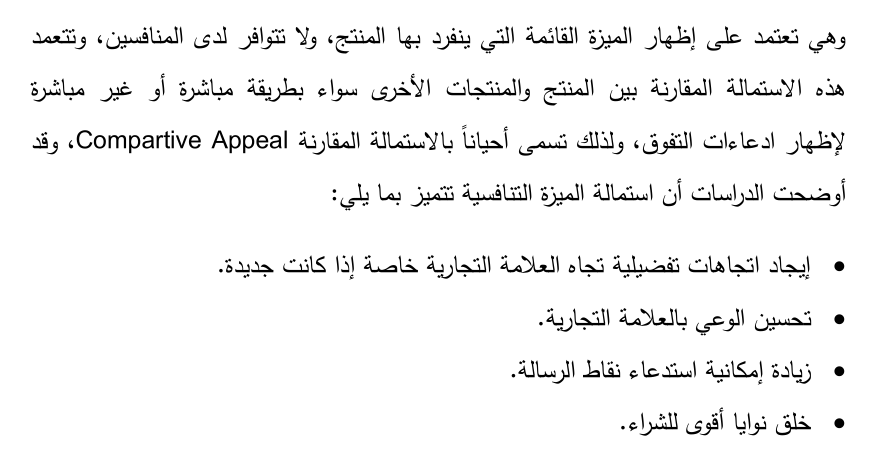 وهي تعتمد على إظهار الميزة القائمة التي ينفرد بها المنتج، ولا تتوافر لدى المنافسين، وتتعمد
هذه الاستمالة المقارنة بين المنتج والمنتجات الأخرى سواء بطريقة مباشرة أو غير مباشرة
لإظهار ادعاءات التفوق، ولذلك تسمى أحياناً بالاستمالة المقارنة Compartive Appeal، وقد
أوضحت الدراسات أن استمالة الميزة التنافسية تتميز بما يلي:
• إيجاد اتجاهات تفضيلية تجاه العلامة التجارية خاصة إذا كانت جديدة.
• تحسين الوعي بالعلامة التجارية.
• زيادة إمكانية استدعاء نقاط الرسالة.
• خلق نوايا أقوى للشراء.